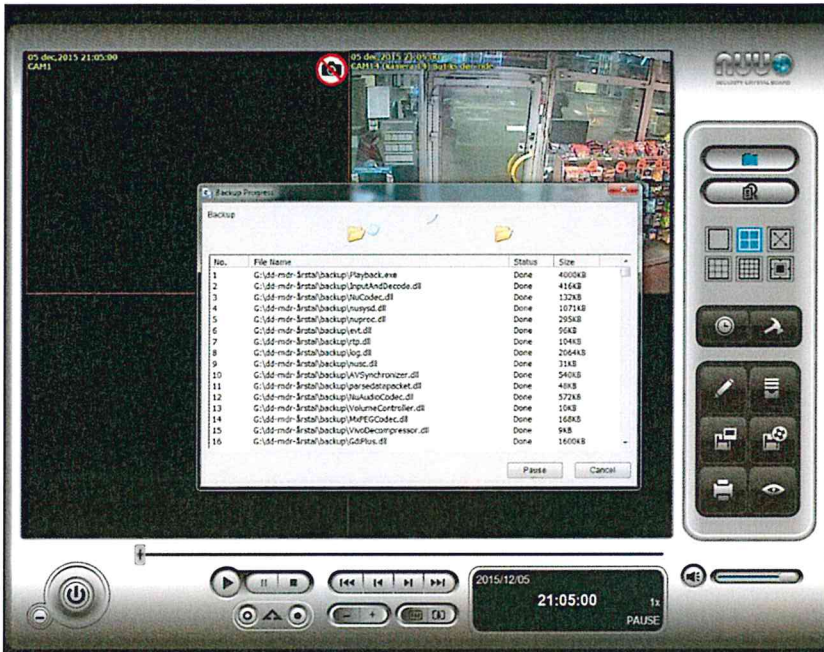 05 dec,2015 21:05:00
CAM1
05 dec,2015 21:05:00
nuuo
Backup Progress
Backup
No. File Name Status Size
1 G:\dd-mdr-årstal\backup\Playback.exe Done 4000KB
2 G:\dd-mdr-årstal\backup\InputAndDecode.dll Done 416KB
3 G:\dd-mdr-årstal\backup\NuCodec.dll Done 132KB
4 G:\dd-mdr-årstal\backup\nusysd.dll Done 1071KB
5 G:\dd-mdr-årstal\backup\nuproc.dll Done 295KB
6 G:\dd-mdr-årstal\backup\evt.dll Done 96KB
7 G:\dd-mdr-årstal\backup\rtp.dll Done 104KB
8 G:\dd-mdr-årstal\backup\log.dll Done 2064KB
9 G:\dd-mdr-årstal\backup\nusc.dll Done 31KB
10 G:\dd-mdr-årstal\backup\AVSynchronizer.dll Done 540KB
11 G:\dd-mdr-årstal\backup\parsedatapacket.dll Done 48KB
12 G:\dd-mdr-årstal\backup\NuAudioCodec.dll Done 572KB
13 G:\dd-mdr-årstal\backup\VolumeController.dll Done 10KB
14 G:\dd-mdr-årstal\backup\MxPEGCodec.dll Done 168KB
15 G:\dd-mdr-årstal\backup\VivoDecompressor.dll Done 9KB
16 G:\dd-mdr-årstal\backup\GdiPlus.dll Done 1600KB
Pause Cancel
2015/12/05
21:05:00 1x
PAUSE